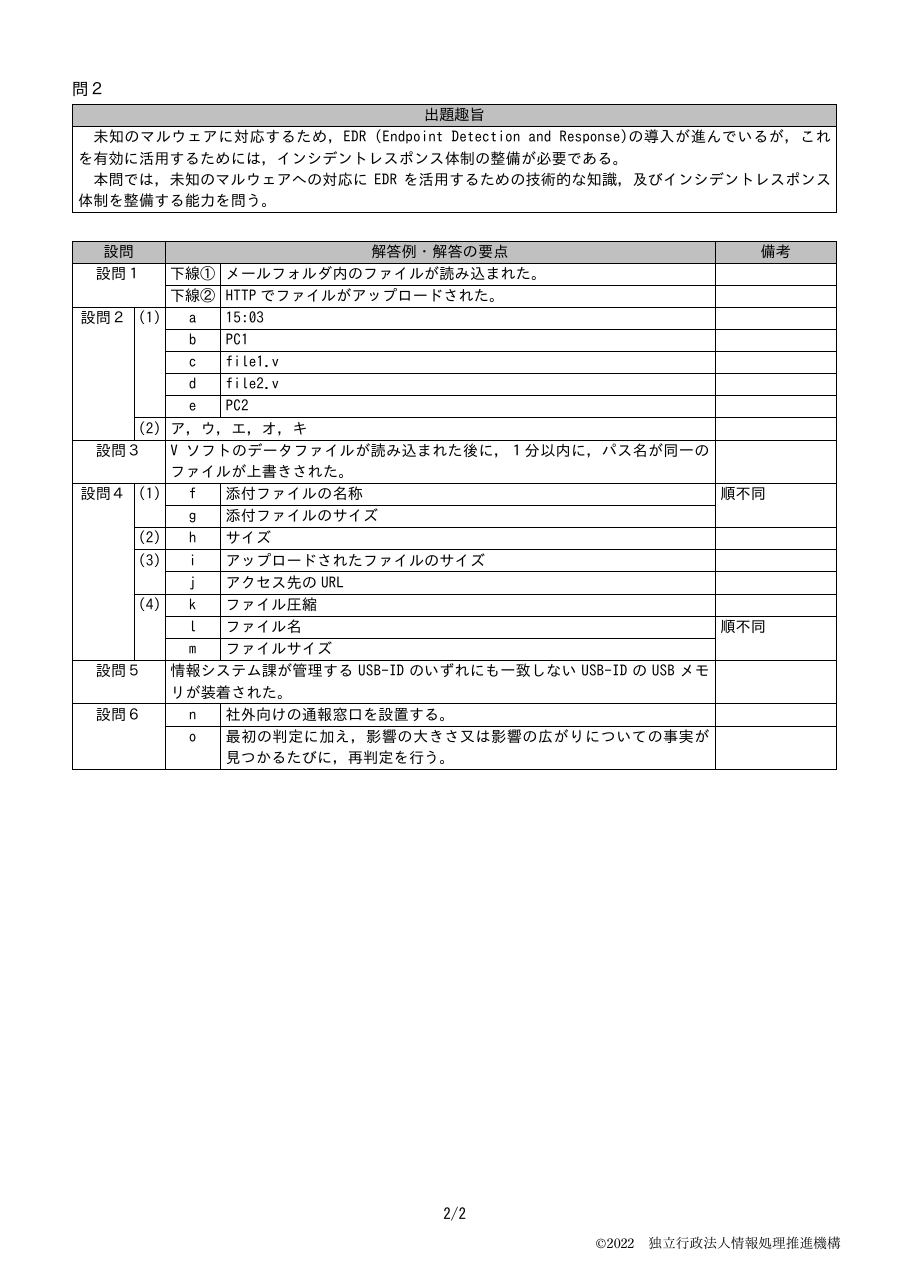 問２
出題趣旨
未知のマルウェアに対応するため，EDR (Endpoint Detection and Response)の導入が進んでいるが，これ
を有効に活用するためには，インシデントレスポンス体制の整備が必要である。
本問では，未知のマルウェアへの対応に EDR を活用するための技術的な知識，及びインシデントレスポンス
体制を整備する能力を問う。
設問 解答例・解答の要点 備考
設問１ 下線① メールフォルダ内のファイルが読み込まれた。
下線② HTTP でファイルがアップロードされた。
設問２ (1) a 15:03
b PC1
c file1.v
d file2.v
e PC2
(2) ア，ウ，エ，オ，キ
設問３ V ソフトのデータファイルが読み込まれた後に，１分以内に，パス名が同一の
ファイルが上書きされた。
設問４ (1) f 添付ファイルの名称 順不同
g 添付ファイルのサイズ
(2) h サイズ
(3) i アップロードされたファイルのサイズ
j アクセス先の URL
(4) k ファイル圧縮
l ファイル名 順不同
m ファイルサイズ
設問５ 情報システム課が管理する USB-ID のいずれにも一致しない USB-ID の USB メモ
リが装着された。
設問６ n 社外向けの通報窓口を設置する。
o 最初の判定に加え，影響の大きさ又は影響の広がりについての事実が
見つかるたびに，再判定を行う。
2/2
©2022 独立行政法人情報処理推進機構